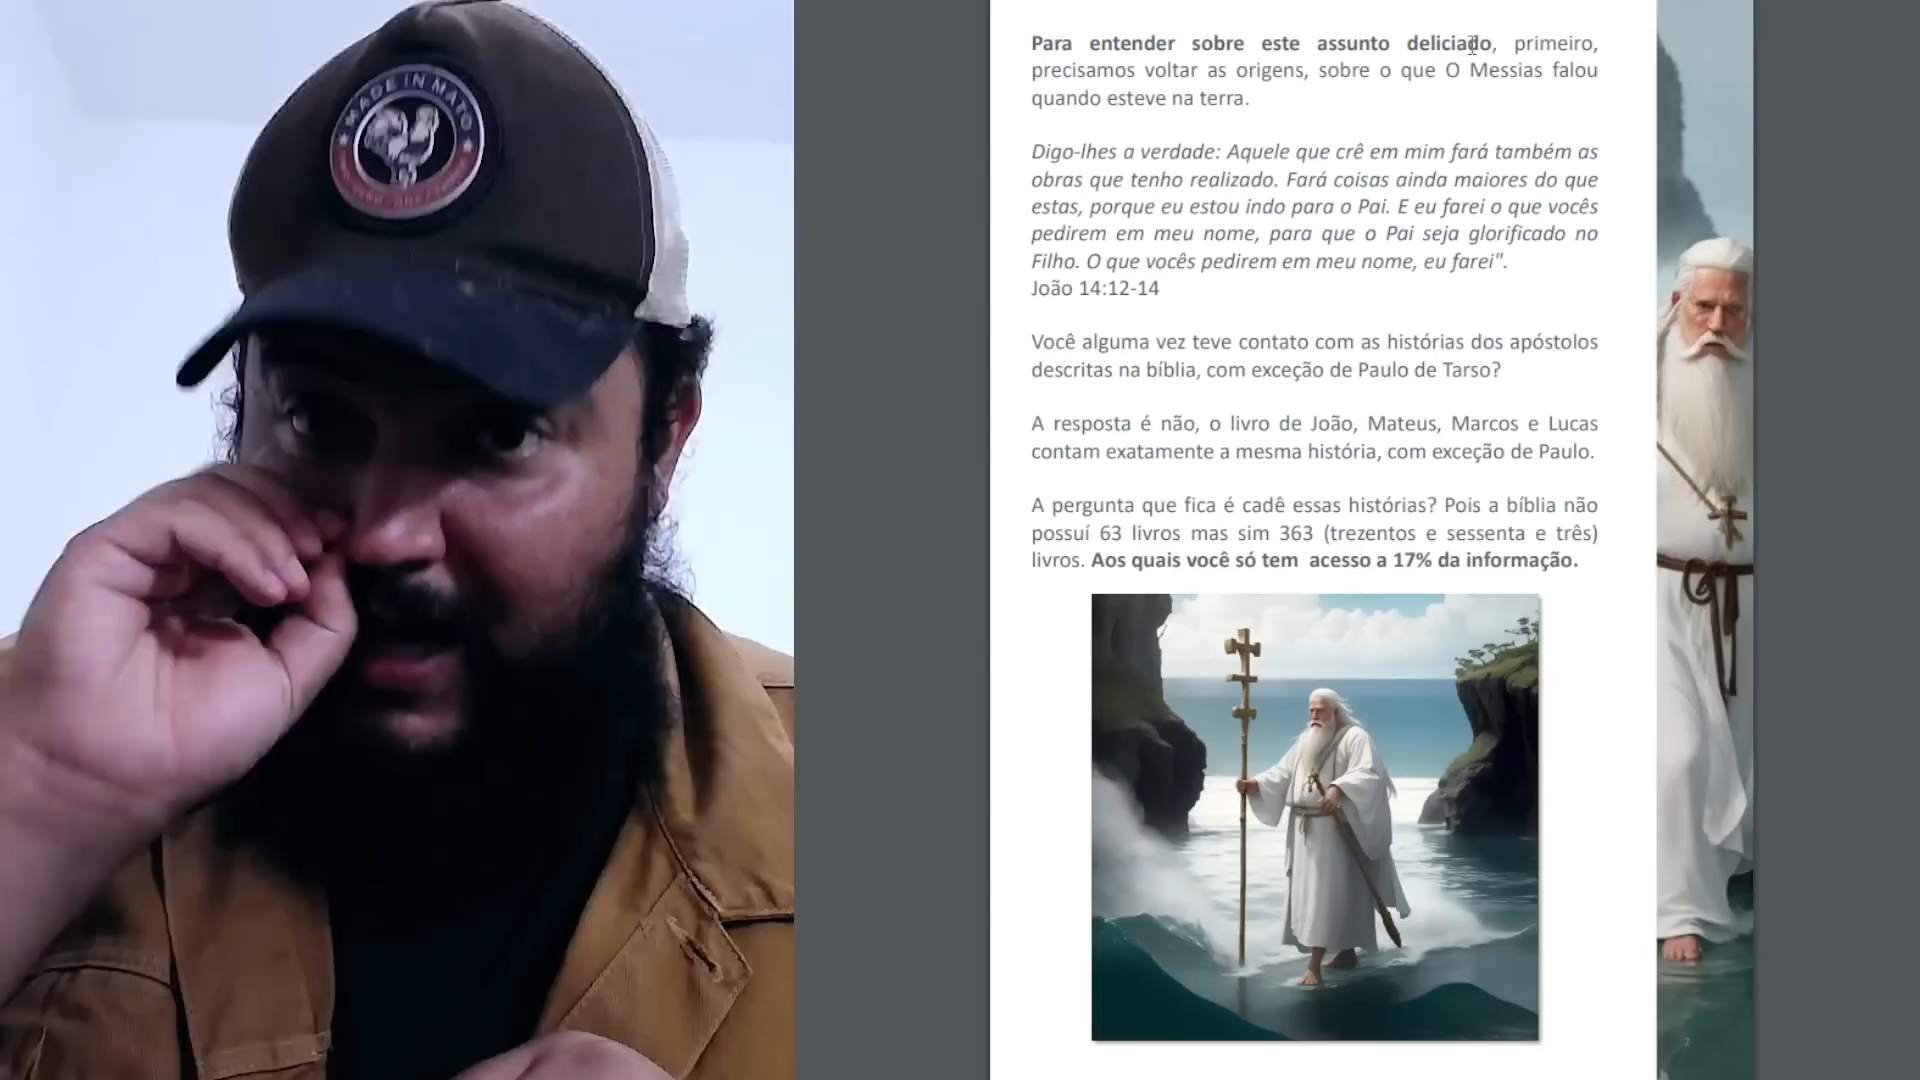 MADE IN MATO
Para entender sobre este assunto deliciado, primeiro,
precisamos voltar as origens, sobre o que O Messias falou
quando esteve na terra.
Digo-lhes a verdade: Aquele que crê em mim fará também as
obras que tenho realizado. Fará coisas ainda maiores do que
estas, porque eu estou indo para o Pai. E eu farei o que vocês
pedirem em meu nome, para que o Pai seja glorificado no
Filho. O que vocês pedirem em meu nome, eu farei".
João 14:12-14
Você alguma vez teve contato com as histórias dos apóstolos
descritas na bíblia, com exceção de Paulo de Tarso?
A resposta é não, o livro de João, Mateus, Marcos e Lucas
contam exatamente a mesma história, com exceção de Paulo.
A pergunta que fica é cadê essas histórias? Pois a bíblia não
possuí 63 livros mas sim 363 (trezentos e sessenta e três)
livros. Aos quais você só tem acesso a 17% da informação.
2